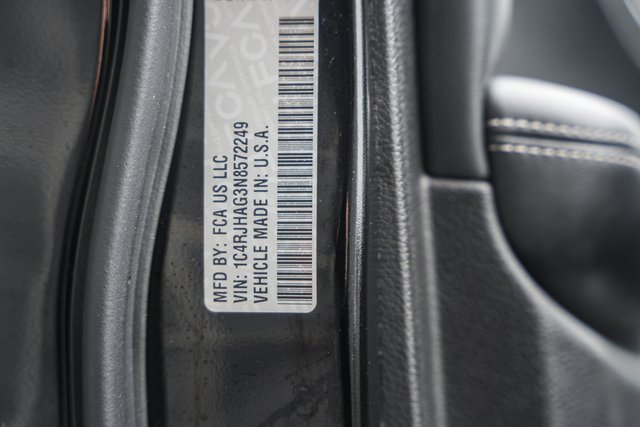 MFD BY: FCA US LLC
VIN: 1C4RJHAG3N8572249
VEHICLE MADE IN: U.S.A.